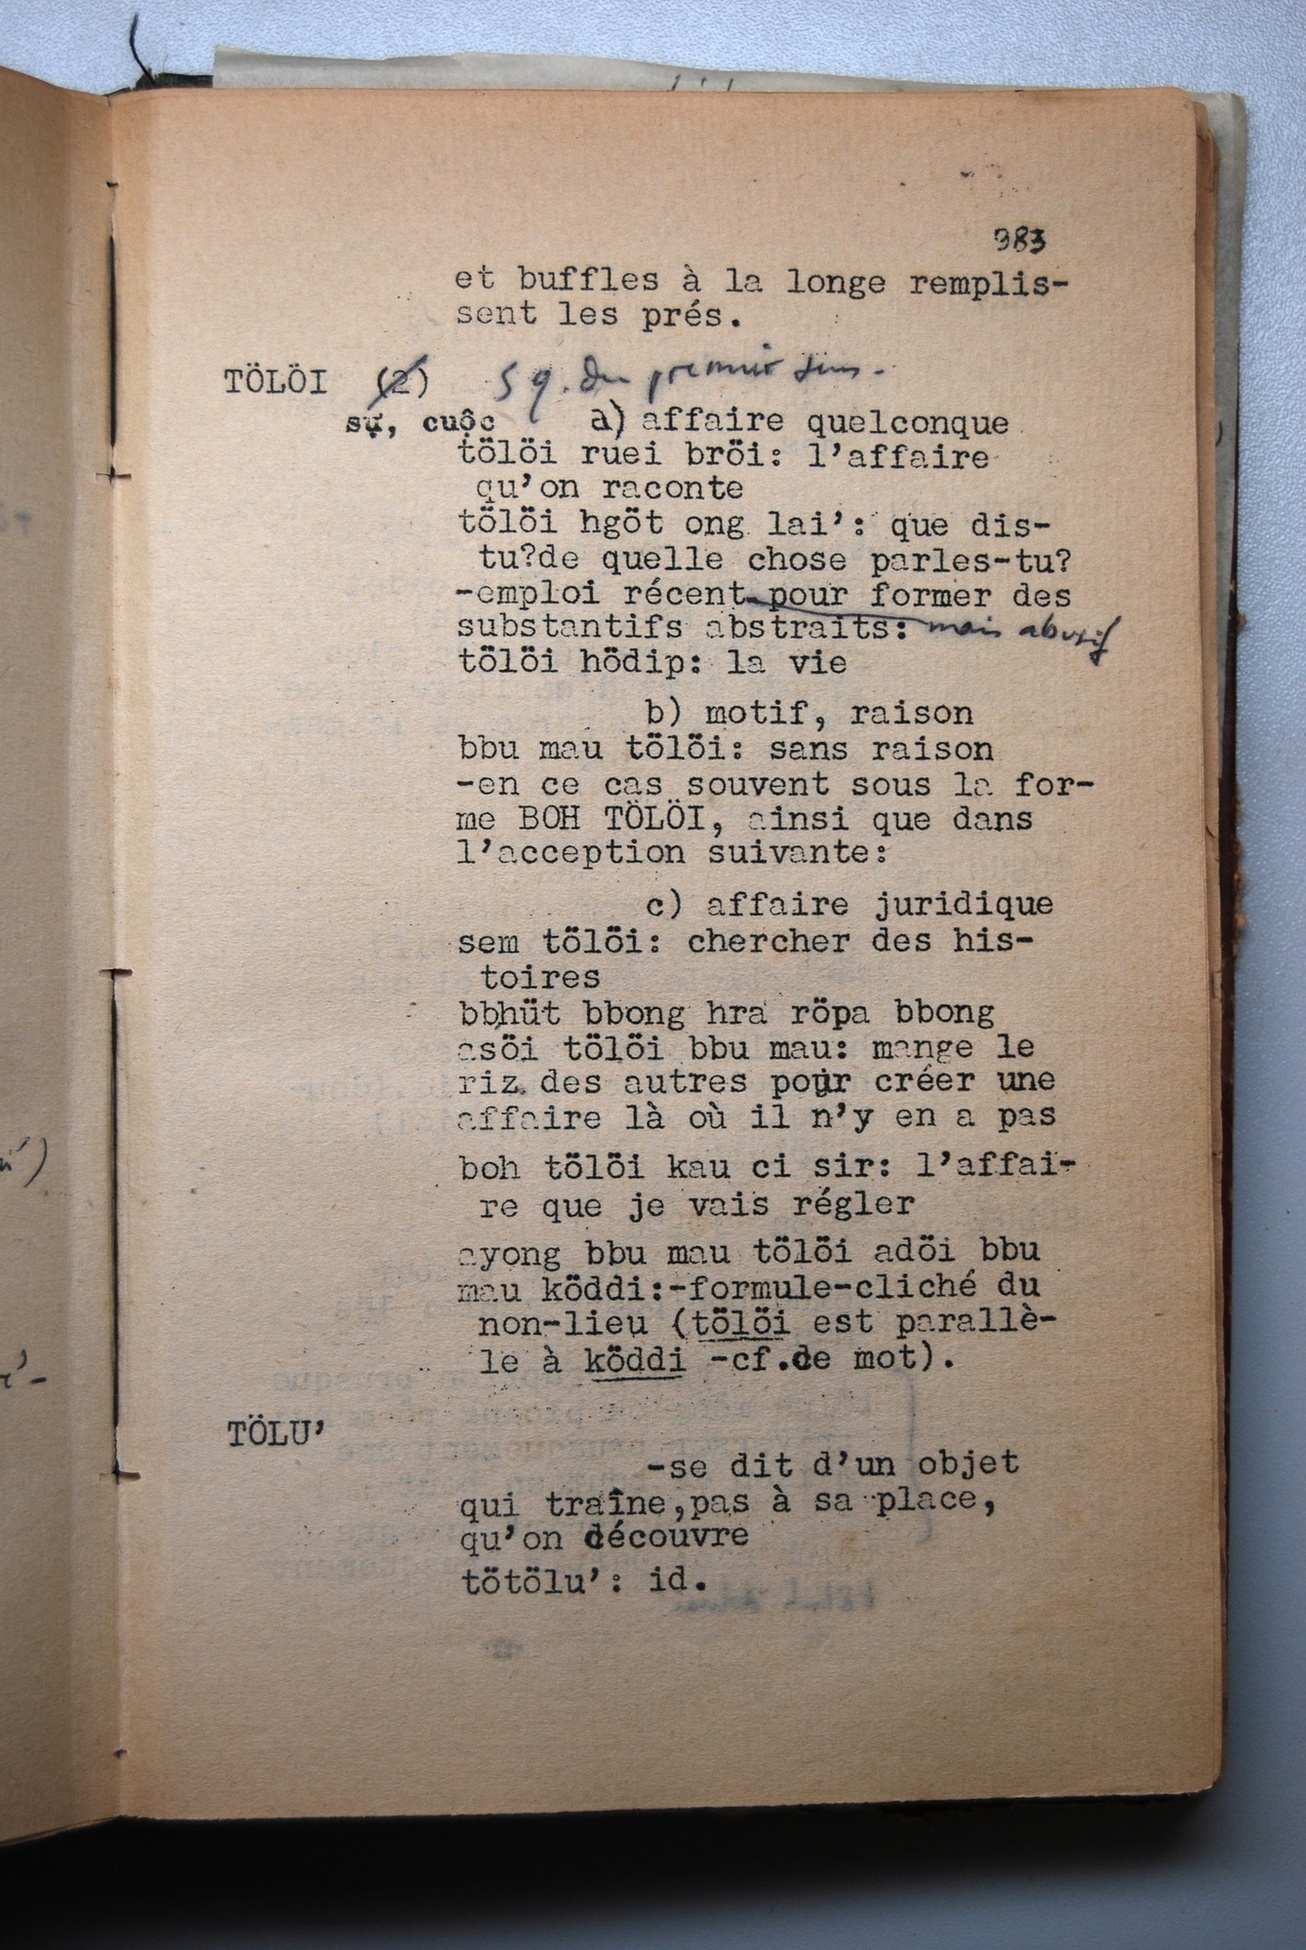 983
et buffles à la longe remplis-
sent les prés.
TÖLÖI (2) sq. du premier sens.
sự, cuộc a) affaire quelconque
tölöi ruei bröi: l'affaire
qu'on raconte
tölöi hgöt ong lai': que dis-
tu?de quelle chose parles-tu?
-emploi récent pour former des
substantifs abstraits: mais abusif
tölöi hödip: la vie
b) motif, raison
bbu mau tölöi: sans raison
-en ce cas souvent sous la for-
me BOH TÖLÖI, ainsi que dans
l'acception suivante:
c) affaire juridique
sem tölöi: chercher des his-
toires
bbhüt bbong hra röpa bbong
asöi tölöi bbu mau: mange le
riz des autres pour créer une
affaire là où il n'y en a pas
boh tölöi kau ci sir: l'affai-
re que je vais régler
ayong bbu mau tölöi adöi bbu
mau köddi:-formule-cliché du
non-lieu (tölöi est parallè-
le à köddi -cf.ce mot).
TÖLU'
-se dit d'un objet
qui traîne,pas à sa place,
qu'on découvre
tötölu': id.